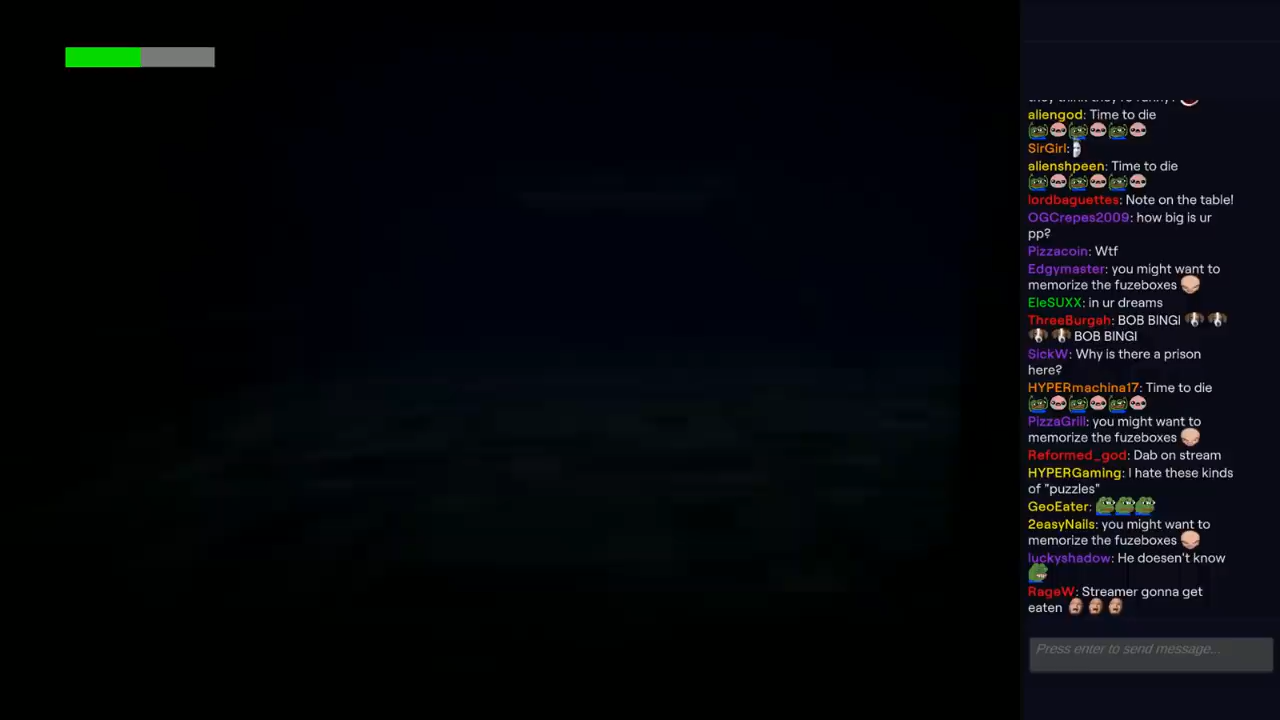 aliengod: Time to die
SirGirl:
alienshpeen: Time to die
lordbaguettes: Note on the table!
OGCrepes2009: how big is ur
pp?
Pizzacoin: Wtf
Edgymaster: you might want to
memorize the fuzeboxes
EleSUXX: in ur dreams
ThreeBurgah: BOB BINGI
BOB BINGI
SickW: Why is there a prison
here?
HYPERmachina17: Time to die
PizzaGrill: you might want to
memorize the fuzeboxes
Reformed_god: Dab on stream
HYPERGaming: I hate these kinds
of "puzzles"
GeoEater:
2easyNails: you might want to
memorize the fuzeboxes
luckyshadow: He doesen't know
RageW: Streamer gonna get
eaten
Press enter to send message...